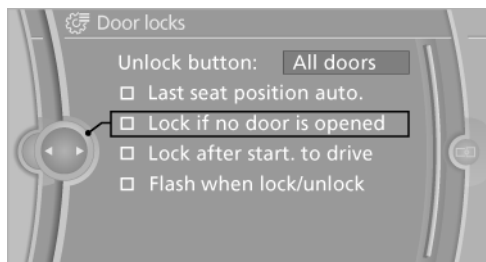 Door locks
Unlock button: All doors
Last seat position auto.
Lock if no door is opened
Lock after start. to drive
Flash when lock/unlock